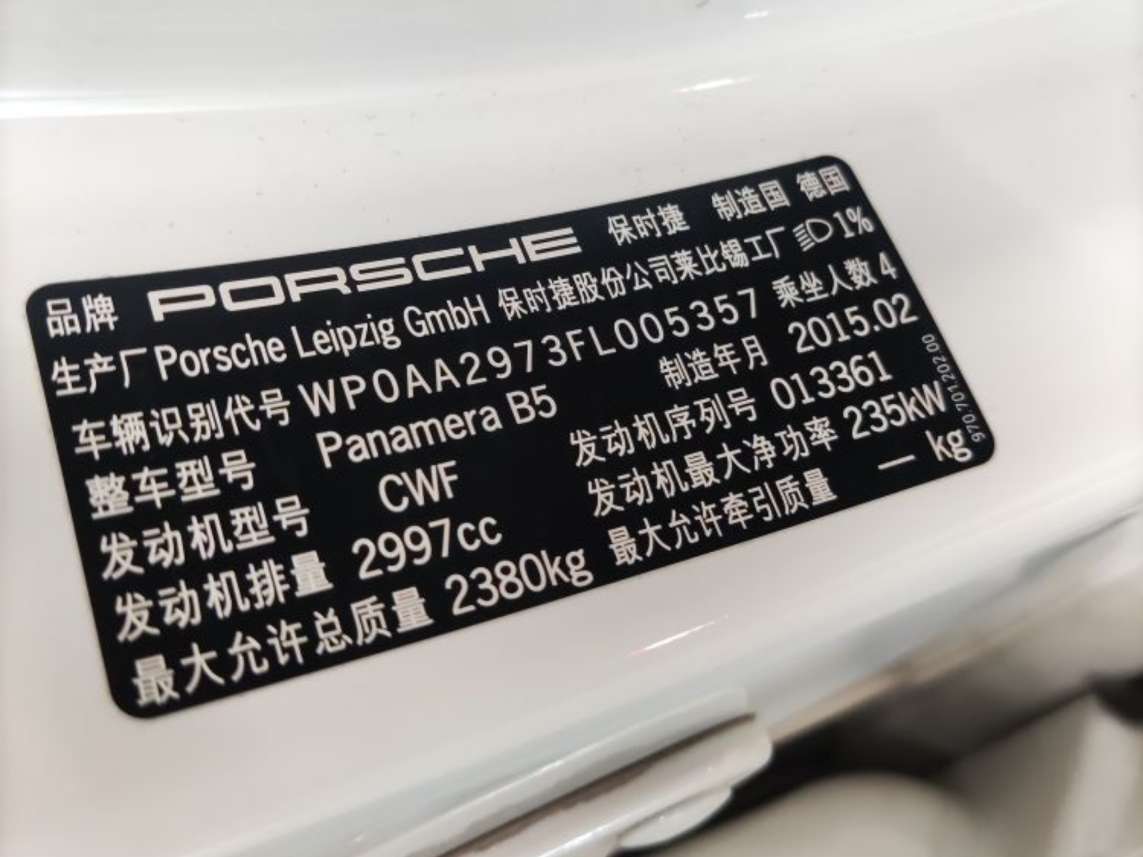 品牌 PORSCHE 保时捷 制造国 德国
生产厂 Porsche Leipzig GmbH 保时捷股份公司莱比锡工厂 1%
车辆识别代号 WP0AA2973FL005357 乘坐人数 4
整车型号 Panamera B5 制造年月 2015.02
发动机型号 CWF 发动机序列号 013361
发动机排量 2997cc 发动机最大净功率 235kW
最大允许总质量 2380kg 最大允许牵引质量 — kg
970.701.202.00